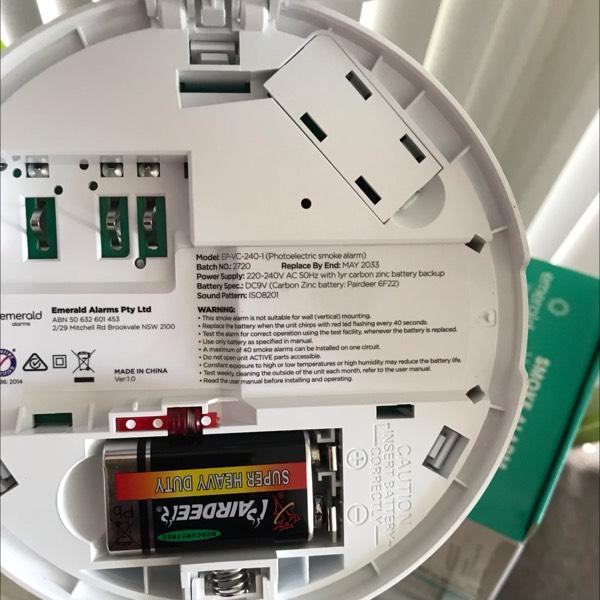 Model: EP-VC-240-1 (Photoelectric smoke alarm)
Batch NO.: 2720 Replace By End: MAY 2033
Power Supply: 220-240V AC 50Hz with 1yr carbon zinc battery backup
Battery Spec.: DC9V (Carbon Zinc battery: Pairdeer 6F22)
Sound Pattern: ISO8201
emerald
alarms
Emerald Alarms Pty Ltd
ABN 50 632 601 453
2/29 Mitchell Rd Brookvale NSW 2100
MADE IN CHINA
Ver:1.0
86: 2014
WARNING:
• This smoke alarm is not suitable for wall (vertical) mounting.
• Replace the battery when the unit chirps with red led flashing every 40 seconds.
• Test the alarm for correct operation using the test facility, whenever the battery is replaced.
• Use only battery as specified in manual.
• A maximum of 40 smoke alarms can be installed on one circuit.
• Do not open unit ACTIVE parts accessible.
• Constant exposure to high or low temperatures or high humidity may reduce the battery life.
• Test weekly, cleaning the outside of the unit each month, refer to the user manual.
• Read the user manual before installing and operating.
CAUTION
INSERT BATTERY
CORRECTLY
SUPER HEAVY DUTY
PAIRDEER
MERCURY FREE
Pb
emerald
SMOKE ALARM